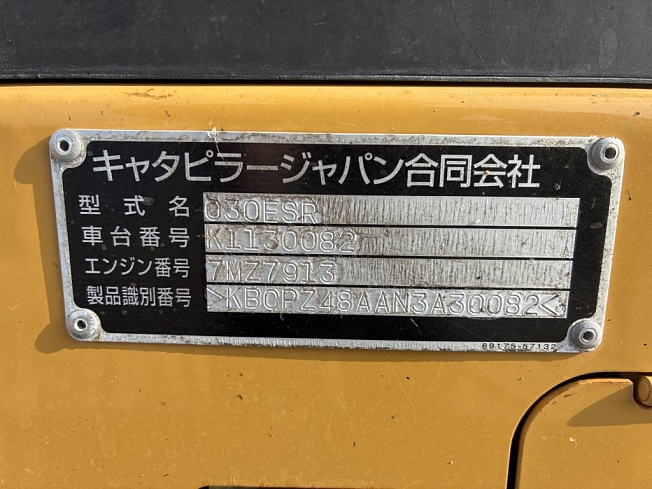 キャタピラージャパン合同会社
型式名 030ESR
車台番号 K1130082
エンジン番号 7MZ7913
製品識別番号 >KBCPZ48AAN3A30082<
69175-57132